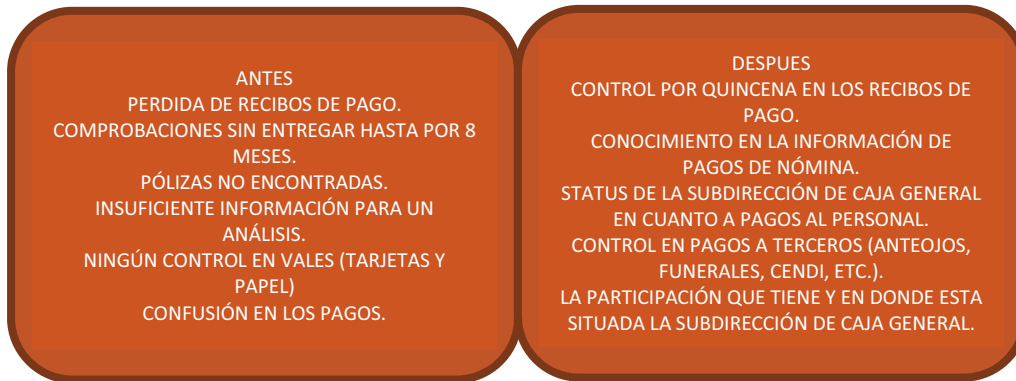 ANTES
PERDIDA DE RECIBOS DE PAGO.
COMPROBACIONES SIN ENTREGAR HASTA POR 8
MESES.
PÓLIZAS NO ENCONTRADAS.
INSUFICIENTE INFORMACIÓN PARA UN
ANÁLISIS.
NINGÚN CONTROL EN VALES (TARJETAS Y
PAPEL)
CONFUSIÓN EN LOS PAGOS.
DESPUES
CONTROL POR QUINCENA EN LOS RECIBOS DE
PAGO.
CONOCIMIENTO EN LA INFORMACIÓN DE
PAGOS DE NÓMINA.
STATUS DE LA SUBDIRECCIÓN DE CAJA GENERAL
EN CUANTO A PAGOS AL PERSONAL.
CONTROL EN PAGOS A TERCEROS (ANTEOJOS,
FUNERALES, CENDI, ETC.).
LA PARTICIPACIÓN QUE TIENE Y EN DONDE ESTA
SITUADA LA SUBDIRECCIÓN DE CAJA GENERAL.